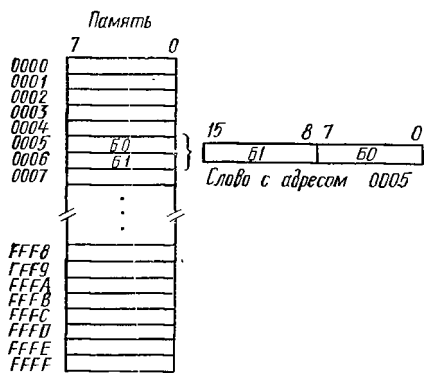 Память
7 0
0000
0001
0002
0003
0004
0005 Б0
0006 Б1
0007
15 8 7 0
Б1 Б0
Слово с адресом 0005
FFF8
FFF9
FFFA
FFFB
FFFC
FFFD
FFFE
FFFF